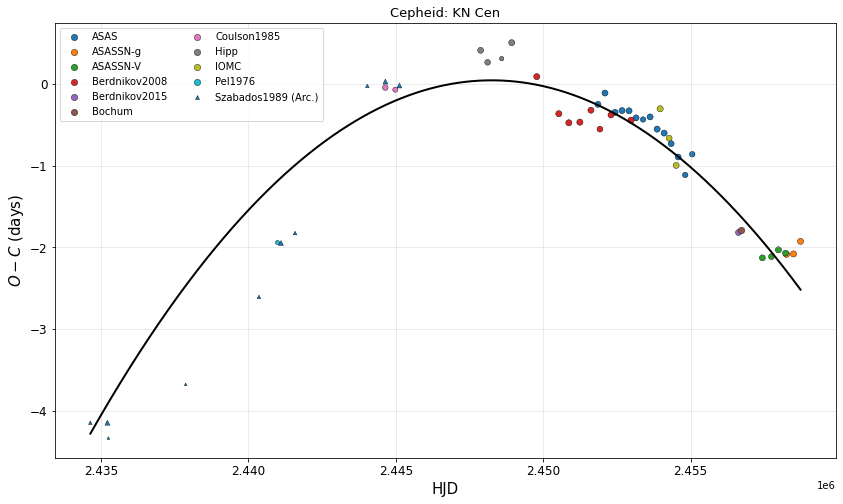 Cepheid: KN Cen
ASAS
ASASSN-g
ASASSN-V
Berdnikov2008
Berdnikov2015
Bochum
Coulson1985
Hipp
IOMC
Pel1976
Szabados1989 (Arc.)
0
−1
−2
−3
−4
O − C (days)
2.435
2.440
2.445
2.450
2.455
1e6
HJD